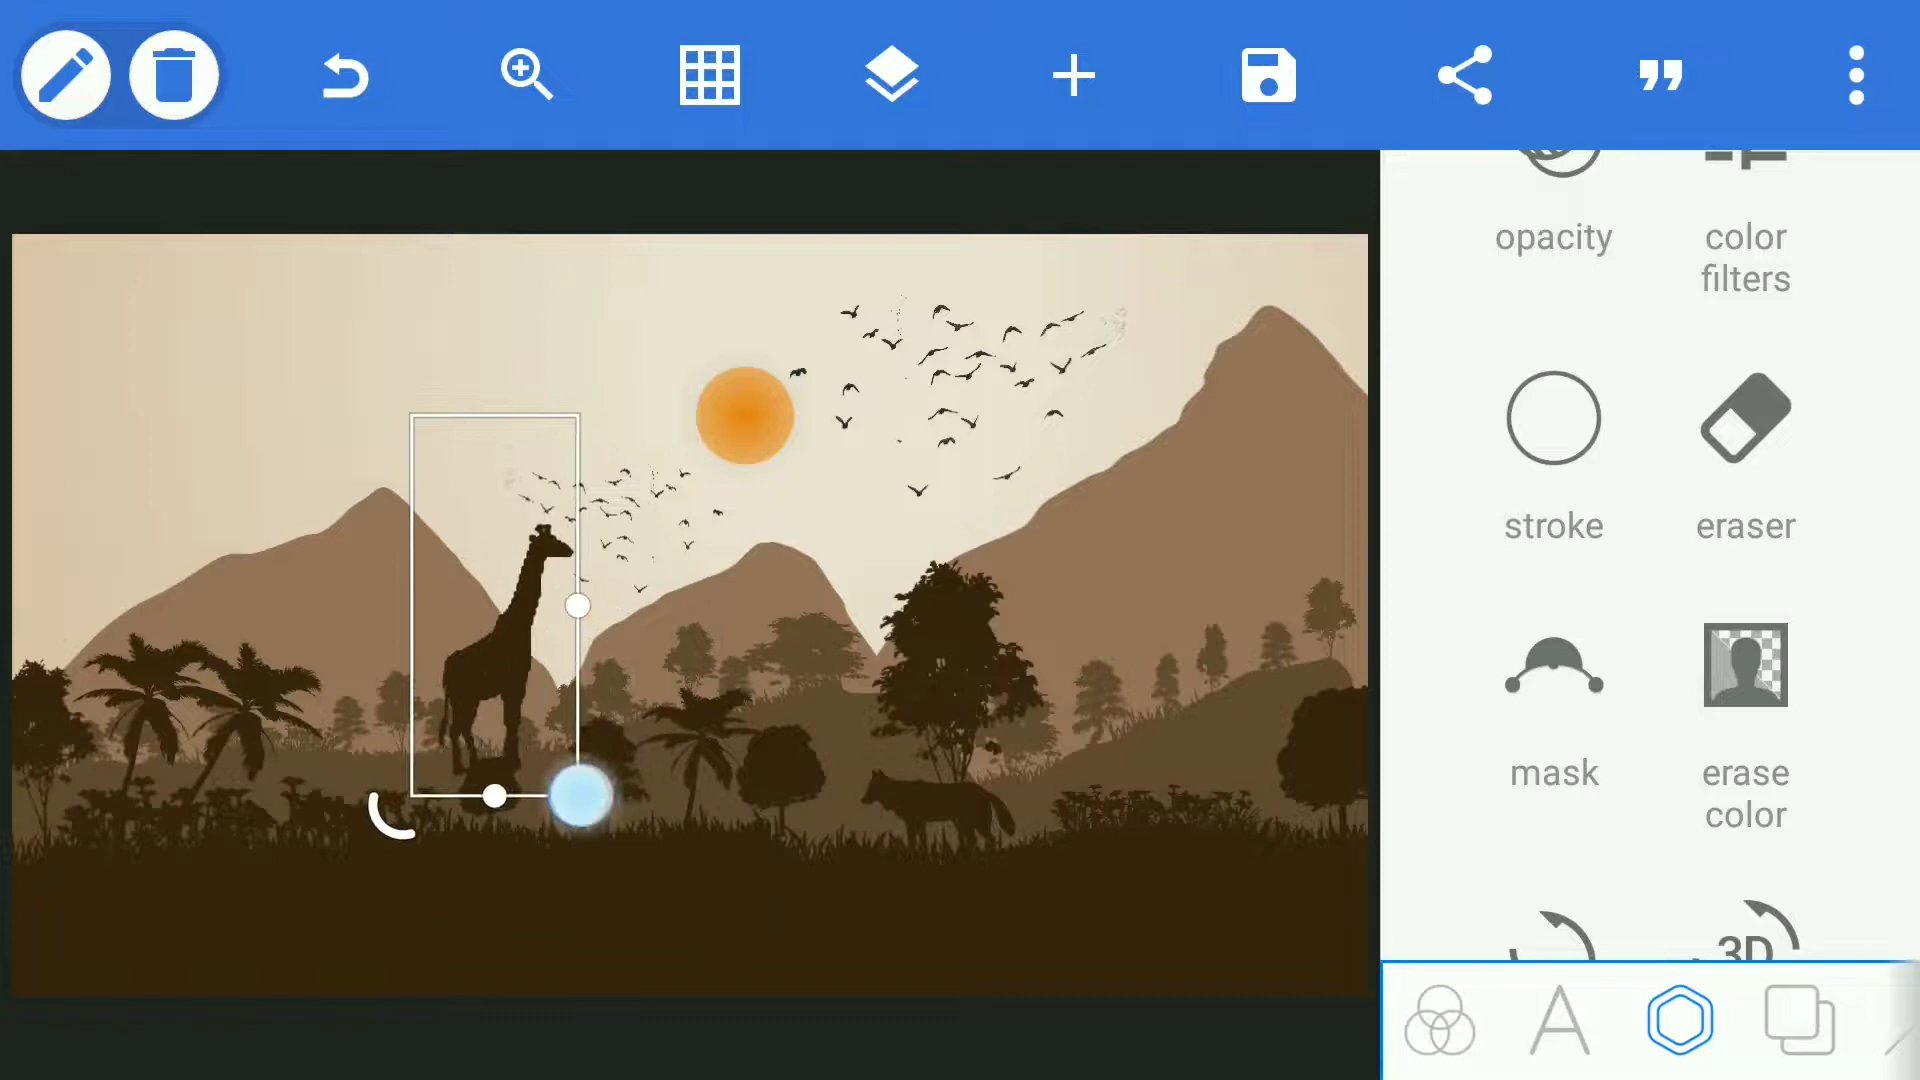 opacity
color
filters
stroke
eraser
mask
erase
color
3D
A